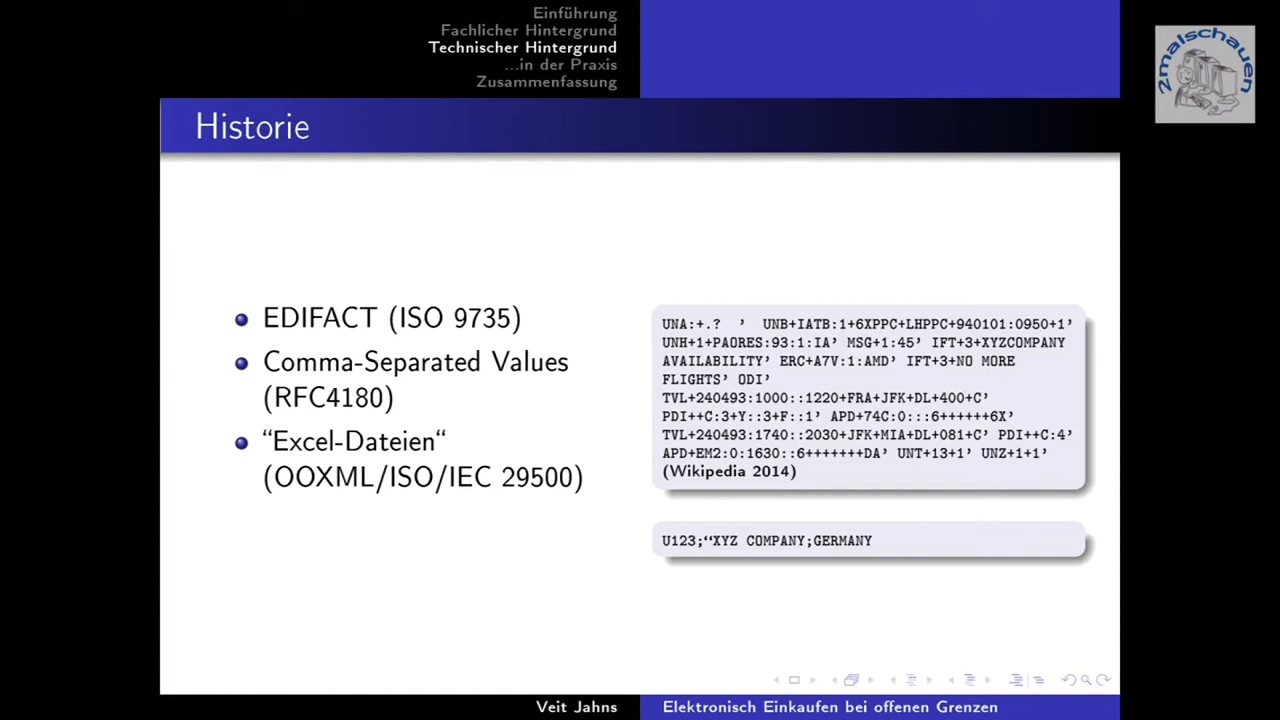 Einführung
Fachlicher Hintergrund
Technischer Hintergrund
...in der Praxis
Zusammenfassung
2malschauen
Historie
EDIFACT (ISO 9735)
Comma-Separated Values
(RFC4180)
“Excel-Dateien“
(OOXML/ISO/IEC 29500)
UNA:+.? ’ UNB+IATB:1+6XPPC+LHPPC+940101:0950+1’
UNH+1+PAORES:93:1:IA’ MSG+1:45’ IFT+3+XYZCOMPANY
AVAILABILITY’ ERC+A7V:1:AMD’ IFT+3+NO MORE
FLIGHTS’ ODI’
TVL+240493:1000::1220+FRA+JFK+DL+400+C’
PDI++C:3+Y::3+F::1’ APD+74C:0:::6++++++6X’
TVL+240493:1740::2030+JFK+MIA+DL+081+C’ PDI++C:4’
APD+EM2:0:1630::6+++++++DA’ UNT+13+1’ UNZ+1+1’
(Wikipedia 2014)
U123;“XYZ COMPANY;GERMANY
Veit Jahns
Elektronisch Einkaufen bei offenen Grenzen